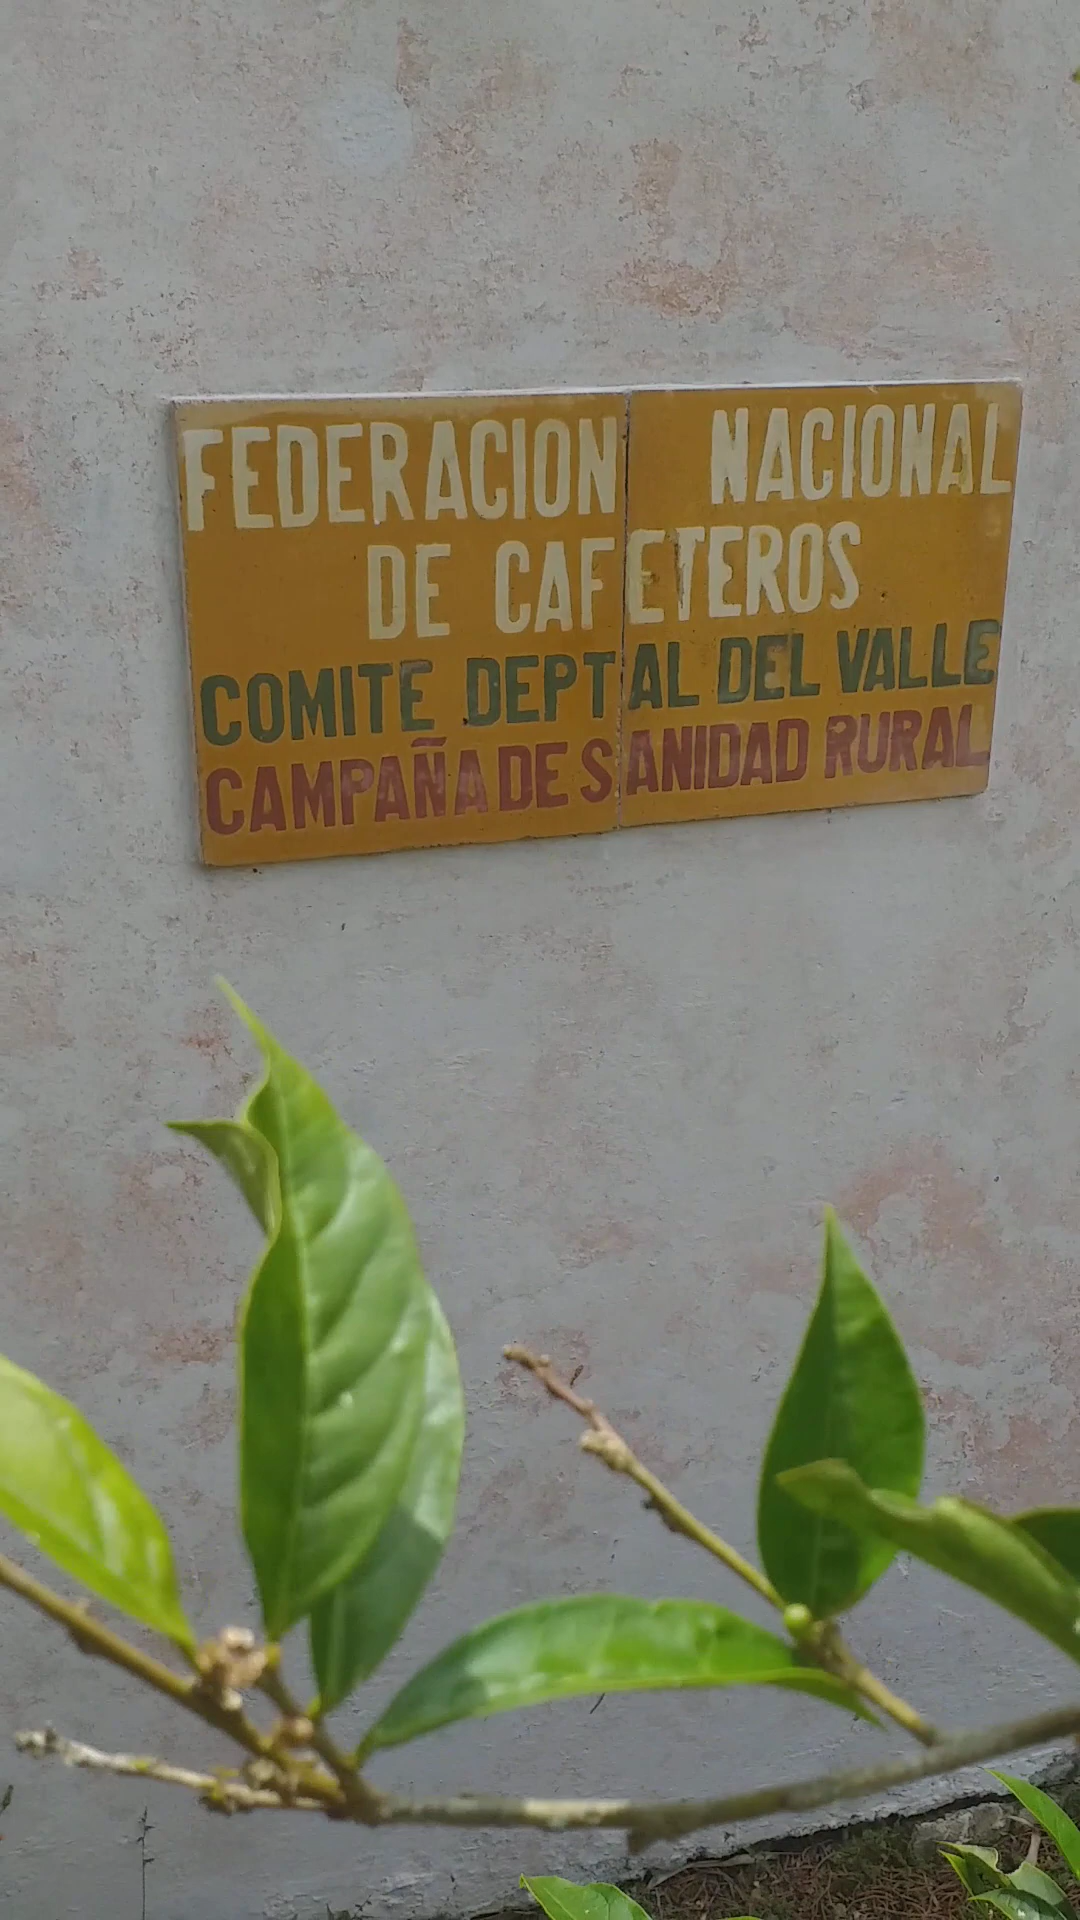 FEDERACION NACIONAL
DE CAFETEROS
COMITE DEPTAL DEL VALLE
CAMPAÑA DE SANIDAD RURAL